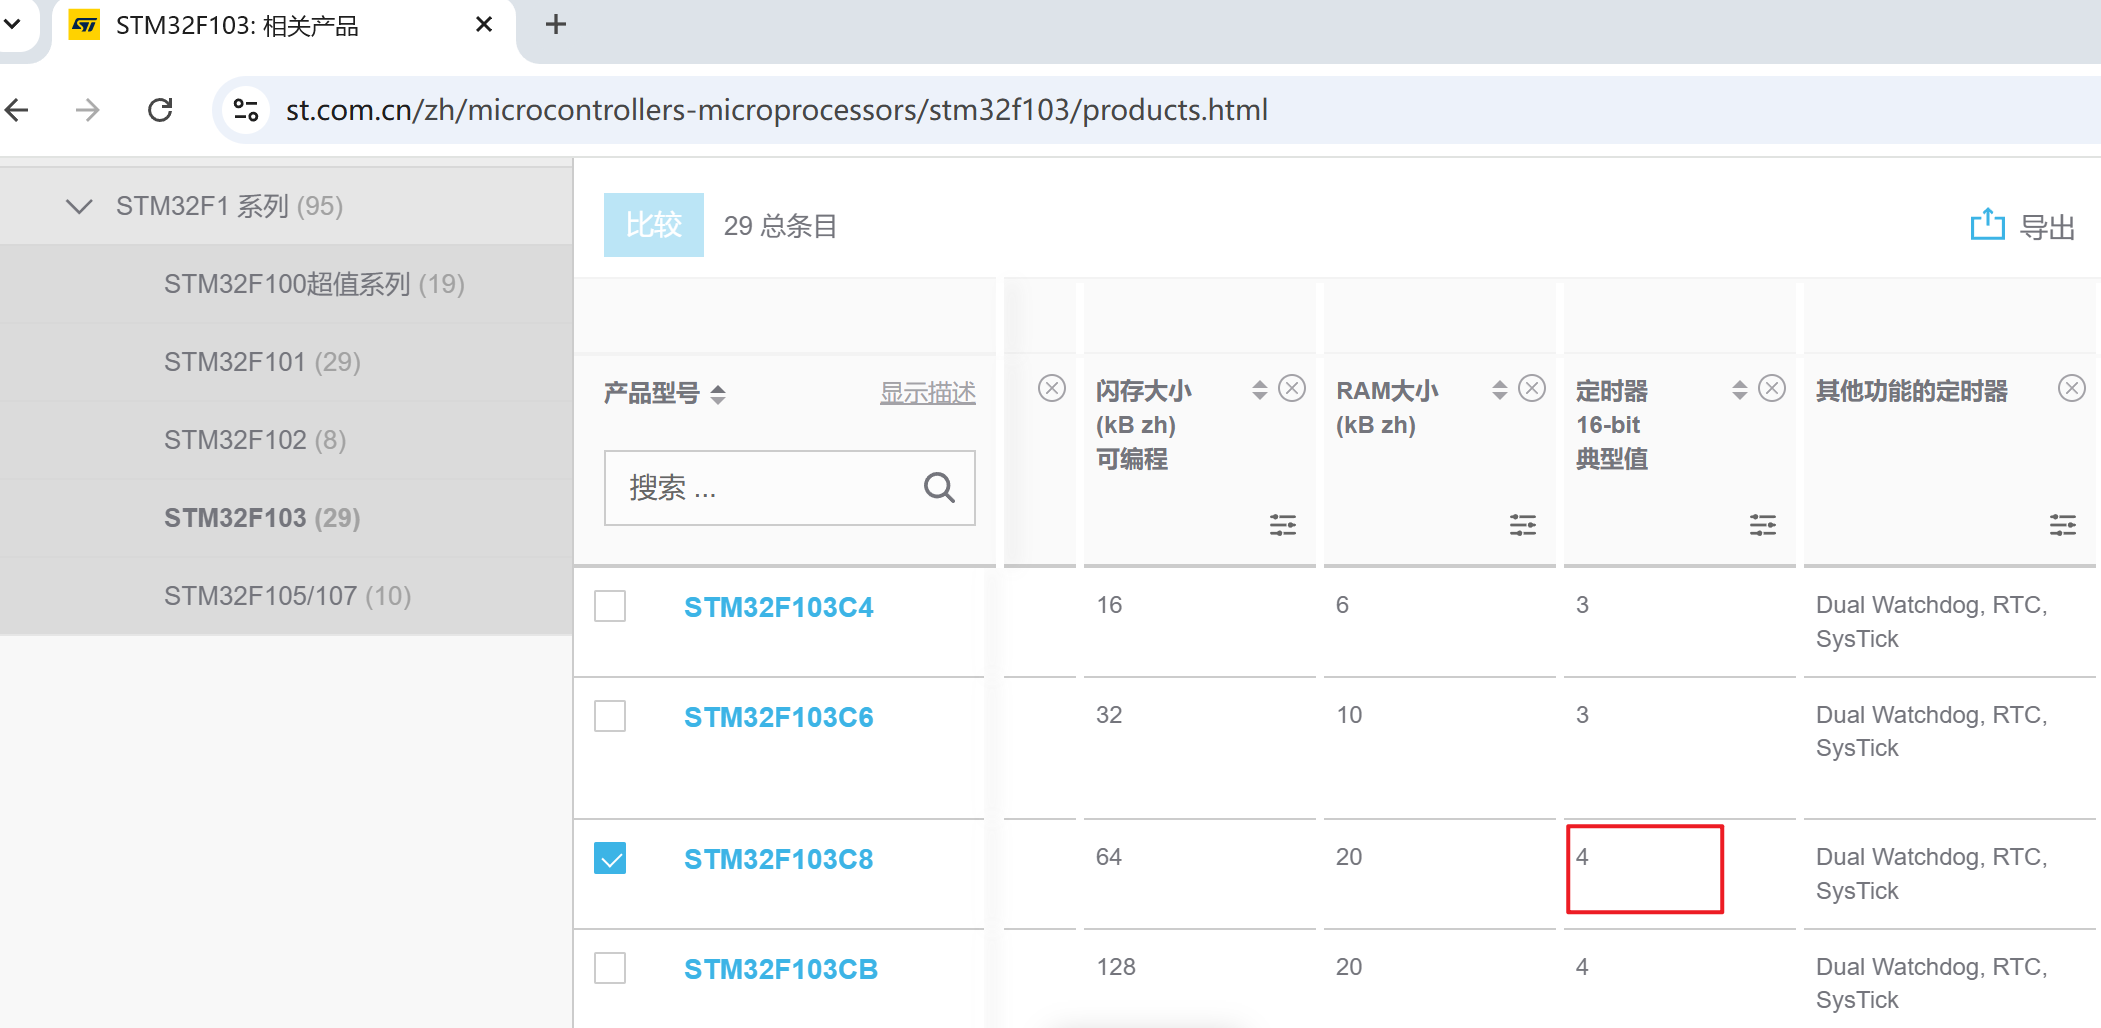 STM32F103: 相关产品
st.com.cn/zh/microcontrollers-microprocessors/stm32f103/products.html
STM32F1 系列 (95)
STM32F100超值系列 (19)
STM32F101 (29)
STM32F102 (8)
STM32F103 (29)
STM32F105/107 (10)
比较
29 总条目
导出
产品型号
显示描述
搜索 ...
闪存大小
(kB zh)
可编程
RAM大小
(kB zh)
定时器
16-bit
典型值
其他功能的定时器
STM32F103C4
16
6
3
Dual Watchdog, RTC,
SysTick
STM32F103C6
32
10
3
Dual Watchdog, RTC,
SysTick
STM32F103C8
64
20
4
Dual Watchdog, RTC,
SysTick
STM32F103CB
128
20
4
Dual Watchdog, RTC,
SysTick